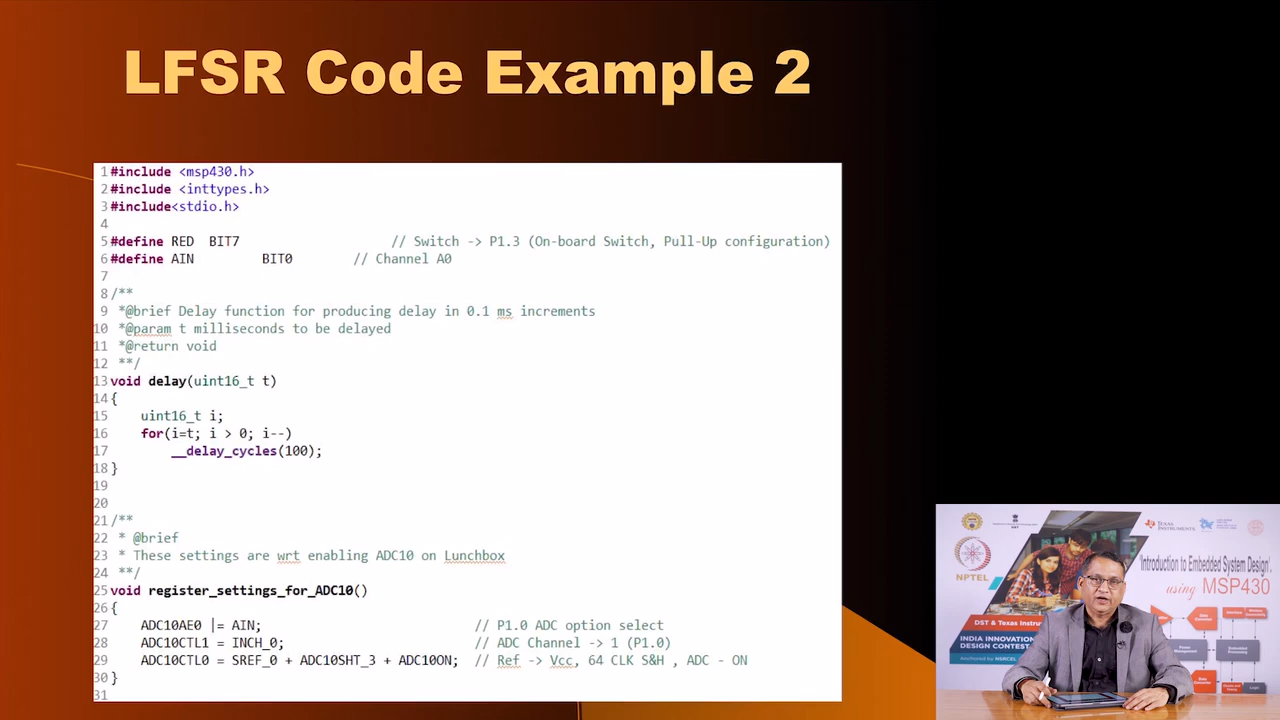 LFSR Code Example 2
1 #include <msp430.h>
2 #include <inttypes.h>
3 #include<stdio.h>
4
5 #define RED  BIT7                    // Switch -> P1.3 (On-board Switch, Pull-Up configuration)
6 #define AIN         BIT0        // Channel A0
7
8 /**
9  *@brief Delay function for producing delay in 0.1 ms increments
10  *@param t milliseconds to be delayed
11  *@return void
12  **/
13 void delay(uint16_t t)
14 {
15     uint16_t i;
16     for(i=t; i > 0; i--)
17         __delay_cycles(100);
18 }
19
20
21 /**
22  * @brief
23  * These settings are wrt enabling ADC10 on Lunchbox
24  **/
25 void register_settings_for_ADC10()
26 {
27     ADC10AE0 |= AIN;                            // P1.0 ADC option select
28     ADC10CTL1 = INCH_0;                         // ADC Channel -> 1 (P1.0)
29     ADC10CTL0 = SREF_0 + ADC10SHT_3 + ADC10ON;  // Ref -> Vcc, 64 CLK S&H , ADC - ON
30 }
31
TEXAS INSTRUMENTS
NPTEL
'Introduction to Embedded System Design'
using MSP430
DST & Texas Instru
INDIA INNOVATION
DESIGN CONTEST